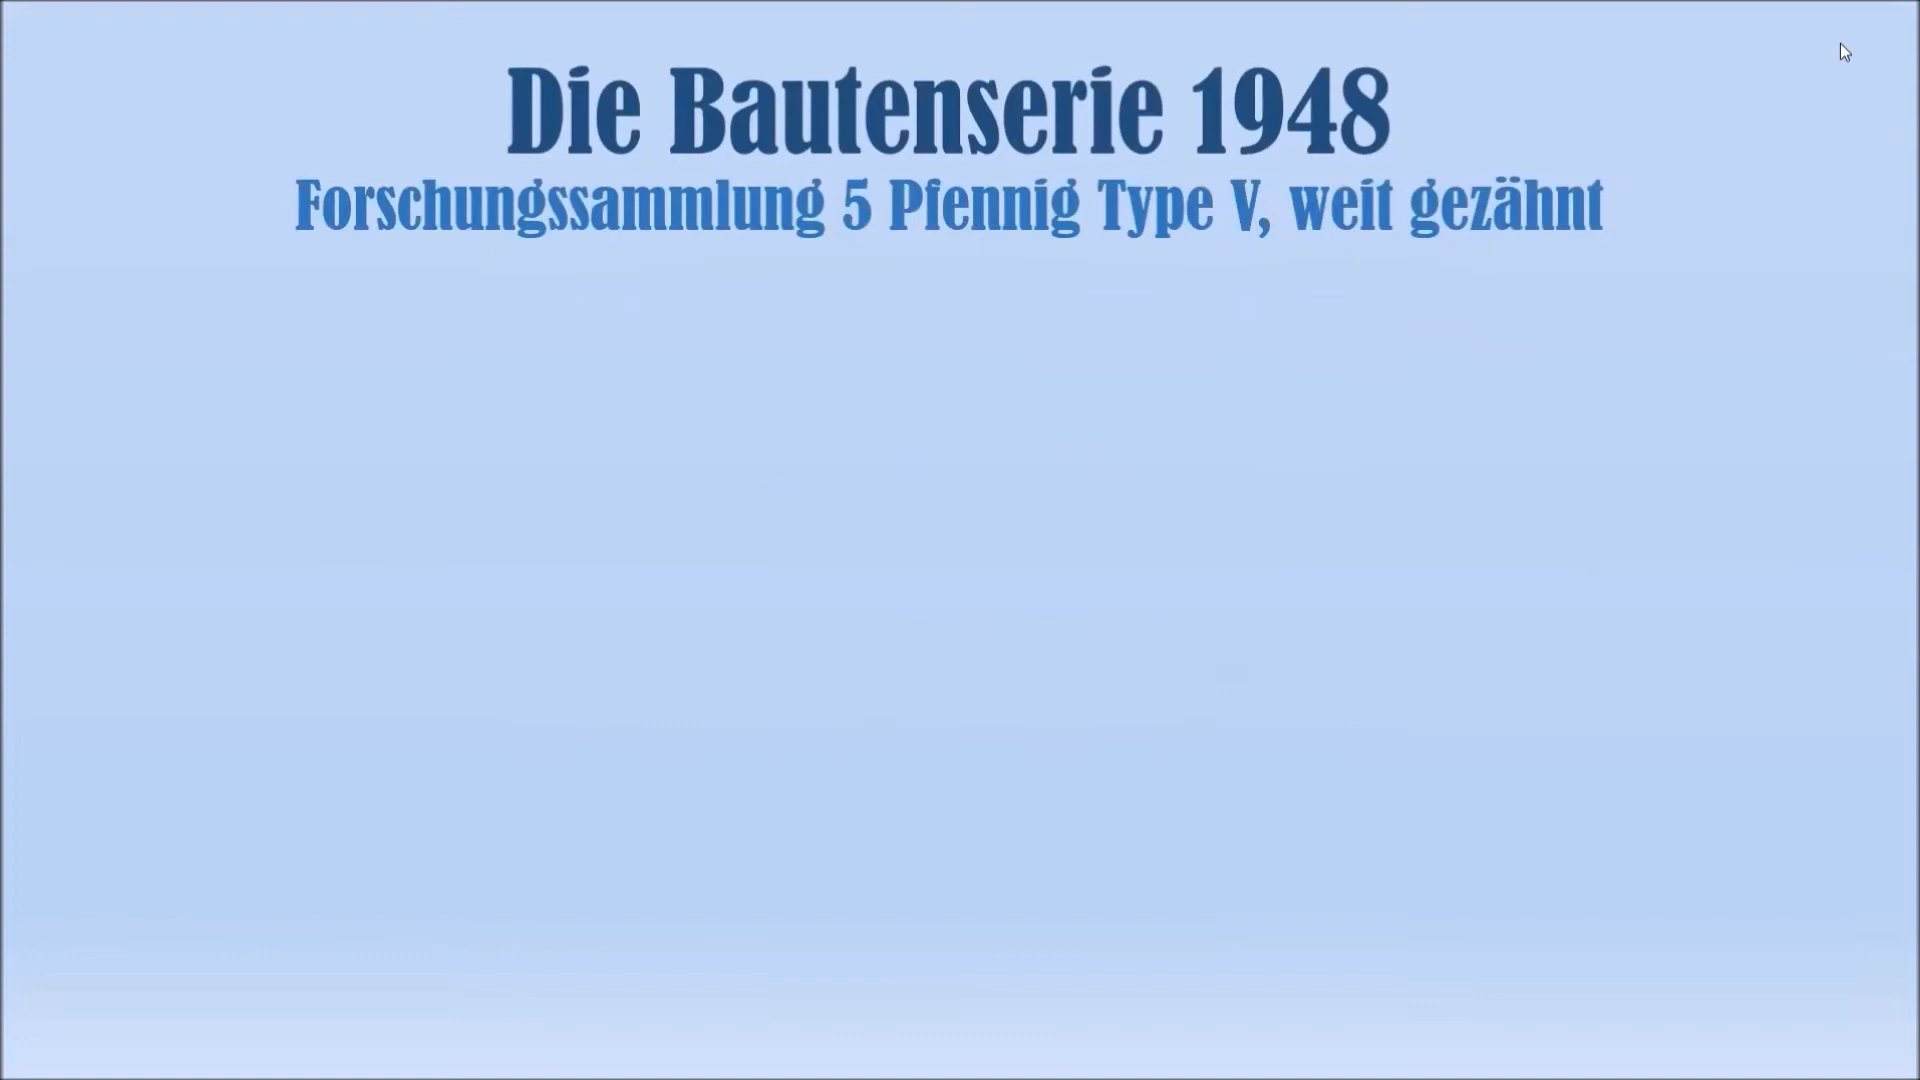 Die Bautenserie 1948
Forschungssammlung 5 Pfennig Type V, weit gezähnt